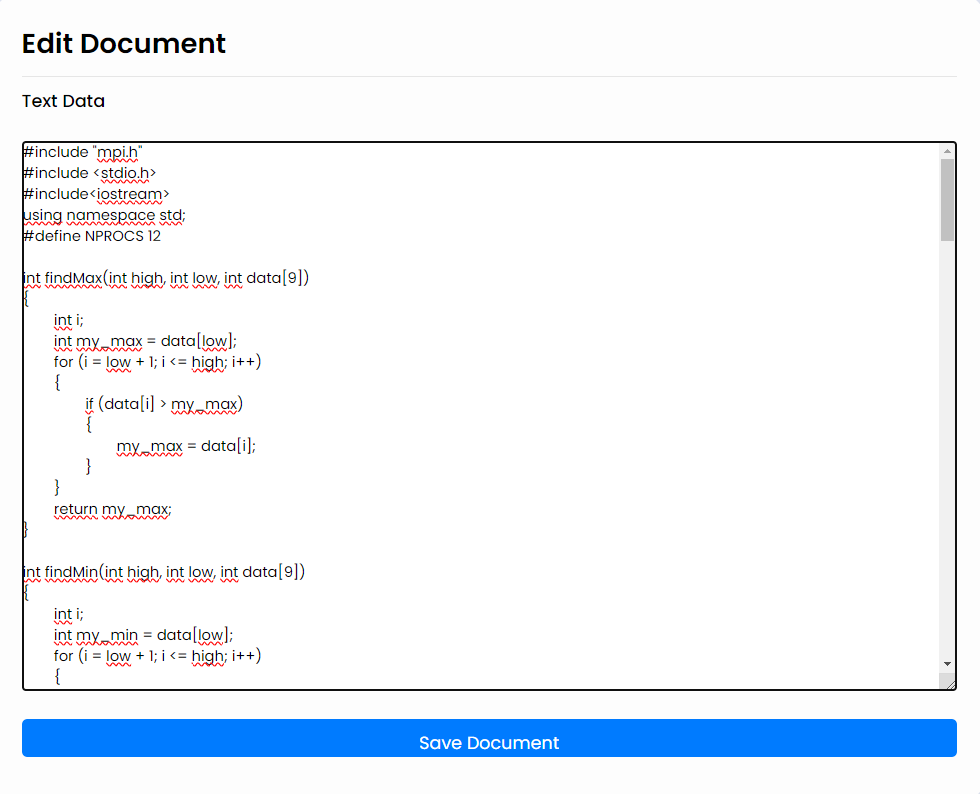 Edit Document
Text Data
#include "mpi.h"
#include <stdio.h>
#include<iostream>
using namespace std;
#define NPROCS 12

int findMax(int high, int low, int data[9])
{
    int i;
    int my_max = data[low];
    for (i = low + 1; i <= high; i++)
    {
        if (data[i] > my_max)
        {
            my_max = data[i];
        }
    }
    return my_max;
}

int findMin(int high, int low, int data[9])
{
    int i;
    int my_min = data[low];
    for (i = low + 1; i <= high; i++)
    {
Save Document